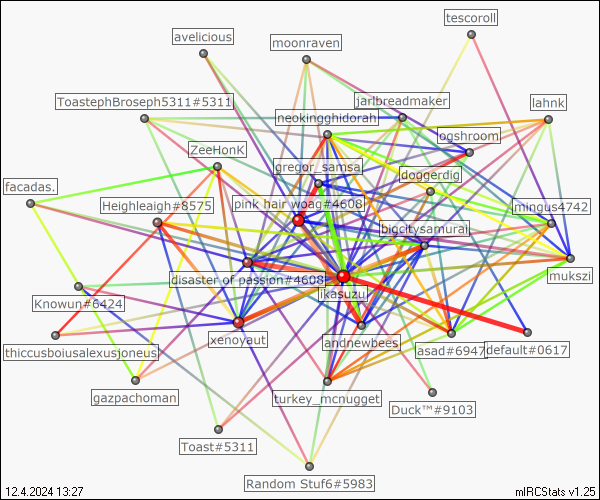 tescoroll
avelicious
moonraven
ToastephBroseph5311#5311
jarlbreadmaker
lahnk
neokingghidorah
ogshroom
ZeeHonK
gregor_samsa
doggerdig
facadas.
Heighleaigh#8575
pink hair woag#4608
mingus4742
bigcitysamurai
disaster of passion#4608
mukszi
Knowun#6424
lkasuzu
xenoyaut
andnewbees
thiccusboiusalexusjoneus
asad#6947
default#0617
gazpachoman
turkey_mcnugget
Duck™#9103
Toast#5311
Random Stuf6#5983
12.4.2024 13:27
mIRCStats v1.25